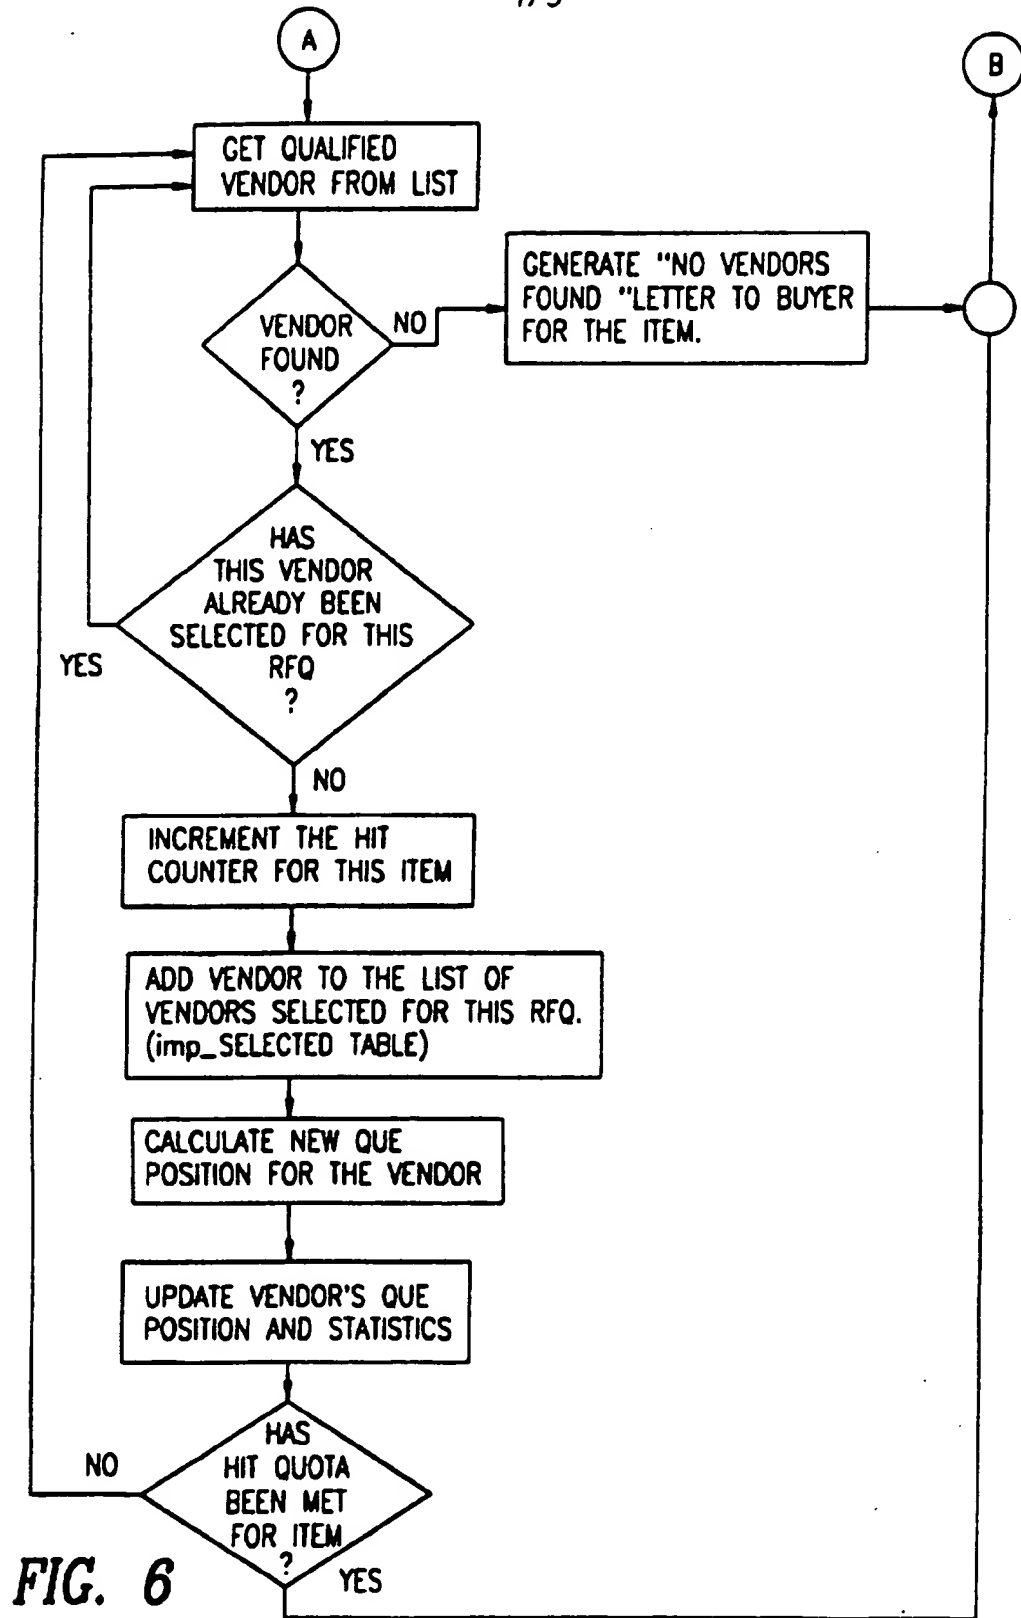 A
B
GET QUALIFIED
VENDOR FROM LIST
GENERATE "NO VENDORS
FOUND "LETTER TO BUYER
FOR THE ITEM.
VENDOR
FOUND
?
NO
YES
HAS
THIS VENDOR
ALREADY BEEN
SELECTED FOR THIS
RFQ
?
YES
NO
INCREMENT THE HIT
COUNTER FOR THIS ITEM
ADD VENDOR TO THE LIST OF
VENDORS SELECTED FOR THIS RFQ.
(imp_SELECTED TABLE)
CALCULATE NEW QUE
POSITION FOR THE VENDOR
UPDATE VENDOR'S QUE
POSITION AND STATISTICS
HAS
HIT QUOTA
BEEN MET
FOR ITEM
?
NO
YES
FIG. 6